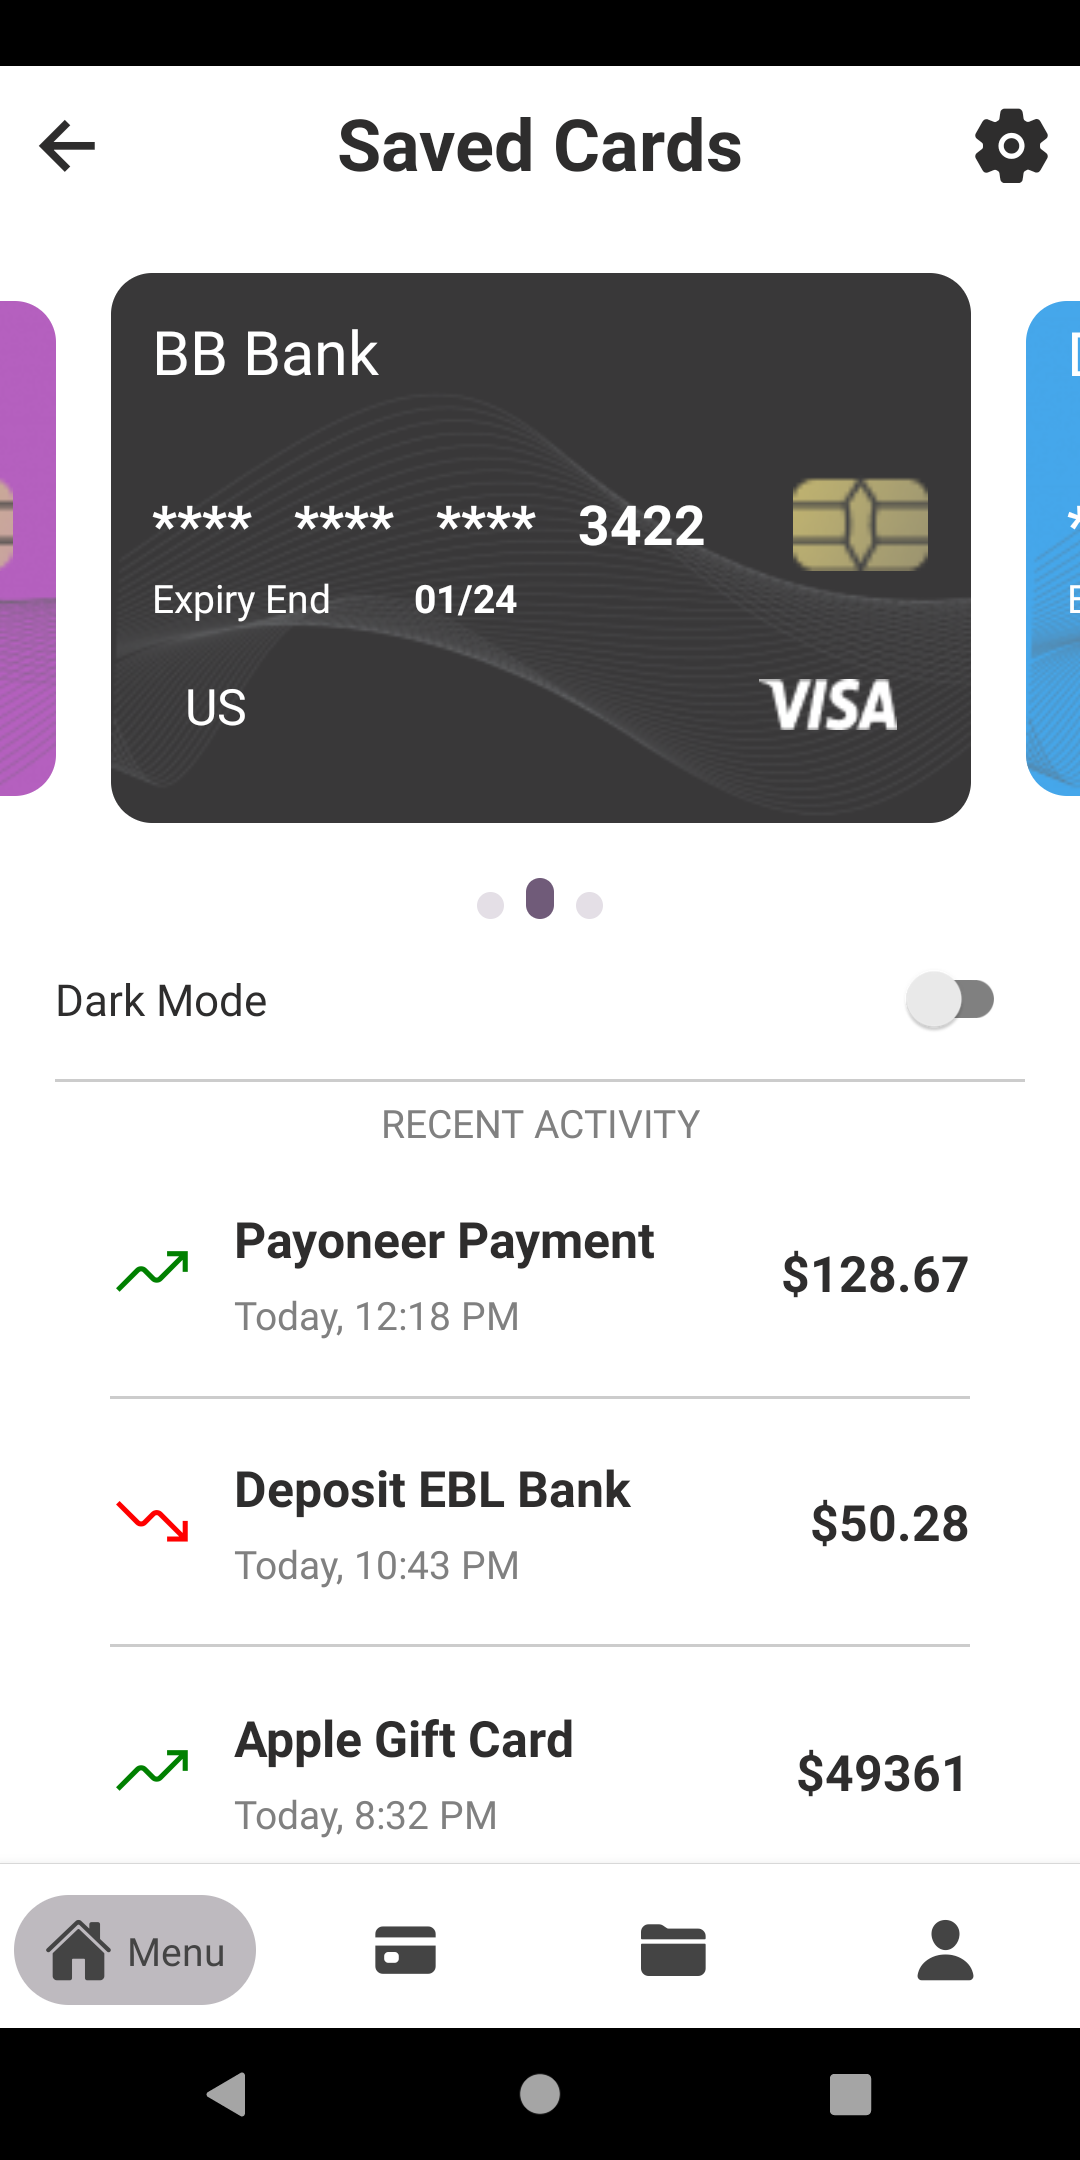 Saved Cards
BB Bank
**** **** **** 3422
Expiry End 01/24
US
VISA
Dark Mode
RECENT ACTIVITY
Payoneer Payment
$128.67
Today, 12:18 PM
Deposit EBL Bank
$50.28
Today, 10:43 PM
Apple Gift Card
$49361
Today, 8:32 PM
Menu